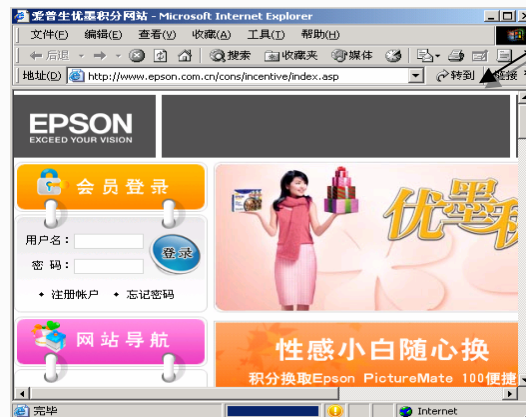 爱普生优墨积分网站 - Microsoft Internet Explorer
文件(F) 编辑(E) 查看(V) 收藏(A) 工具(T) 帮助(H)
后退 搜索 收藏夹 媒体
地址(D) http://www.epson.com.cn/cons/incentive/index.asp 转到 链接
EPSON
EXCEED YOUR VISION
会员登录
用户名：
密 码：
登录
注册帐户 忘记密码
优墨积
网站导航
性感小白随心换
积分换取Epson PictureMate 100便捷
完毕 Internet